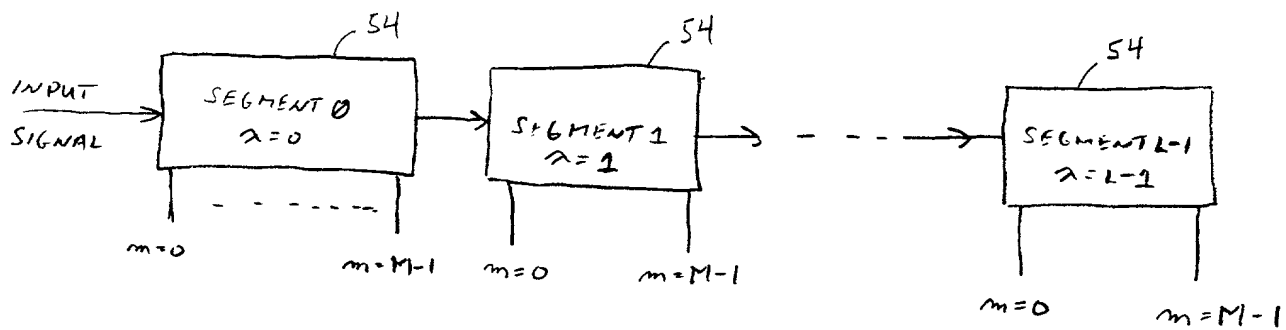 54
54
54
INPUT
SIGNAL
SEGMENT 0
λ=0
SEGMENT 1
λ=1
SEGMENT L-1
λ=L-1
m=0
m=M-1
m=0
m=M-1
m=0
m=M-1